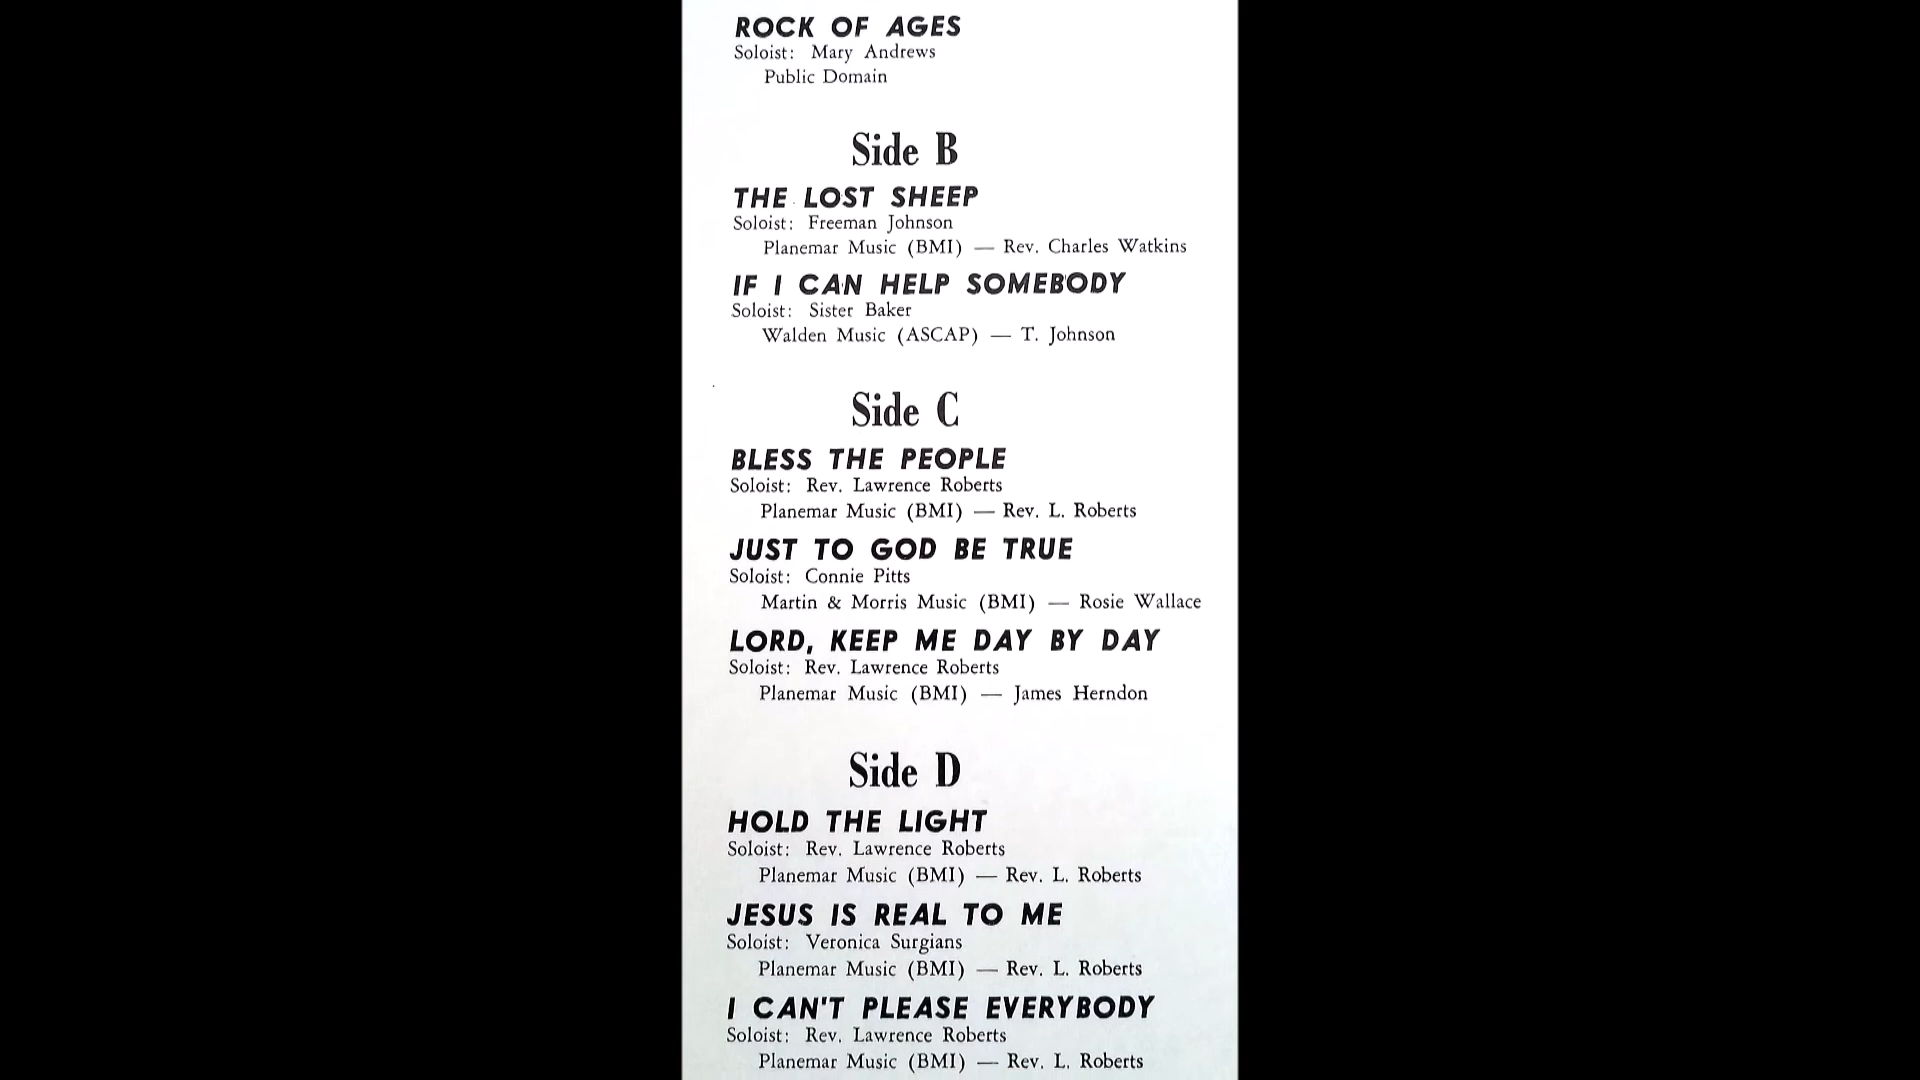 ROCK OF AGES
Soloist: Mary Andrews
Public Domain
Side B
THE LOST SHEEP
Soloist: Freeman Johnson
Planemar Music (BMI) — Rev. Charles Watkins
IF I CAN HELP SOMEBODY
Soloist: Sister Baker
Walden Music (ASCAP) — T. Johnson
Side C
BLESS THE PEOPLE
Soloist: Rev. Lawrence Roberts
Planemar Music (BMI) — Rev. L. Roberts
JUST TO GOD BE TRUE
Soloist: Connie Pitts
Martin & Morris Music (BMI) — Rosie Wallace
LORD, KEEP ME DAY BY DAY
Soloist: Rev. Lawrence Roberts
Planemar Music (BMI) — James Herndon
Side D
HOLD THE LIGHT
Soloist: Rev. Lawrence Roberts
Planemar Music (BMI) — Rev. L. Roberts
JESUS IS REAL TO ME
Soloist: Veronica Surgians
Planemar Music (BMI) — Rev. L. Roberts
I CAN'T PLEASE EVERYBODY
Soloist: Rev. Lawrence Roberts
Planemar Music (BMI) — Rev. L. Roberts